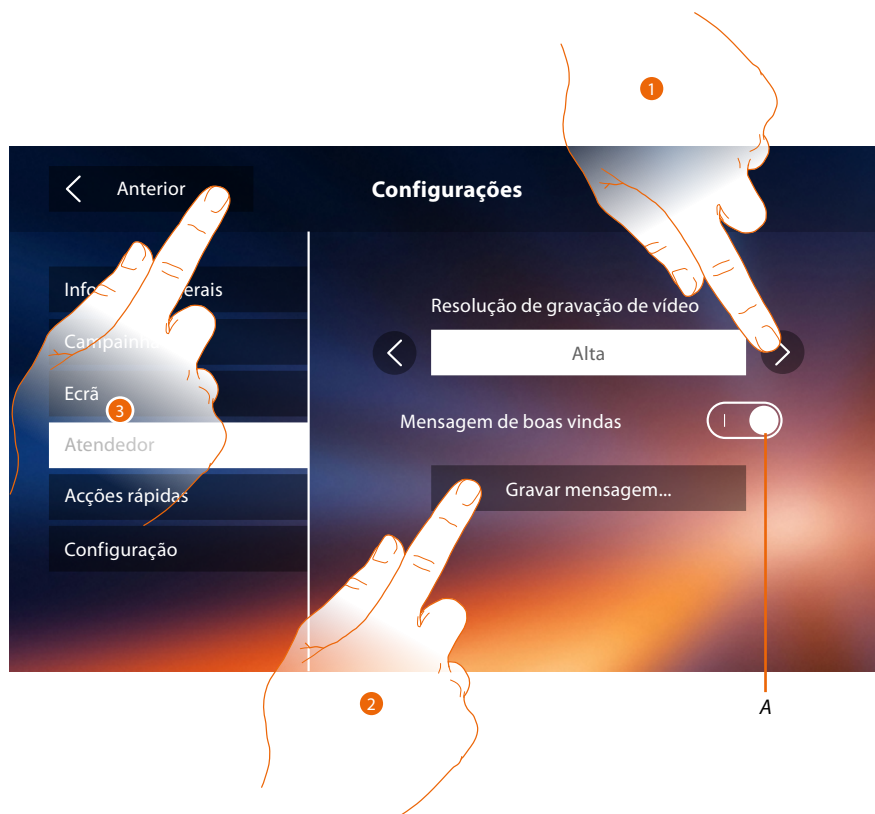 1
Anterior
Configurações
erais
Resolução de gravação de vídeo
Alta
Ecrã
3
Mensagem de boas vindas
Atendedor
Gravar mensagem...
Acções rápidas
Configuração
2
A